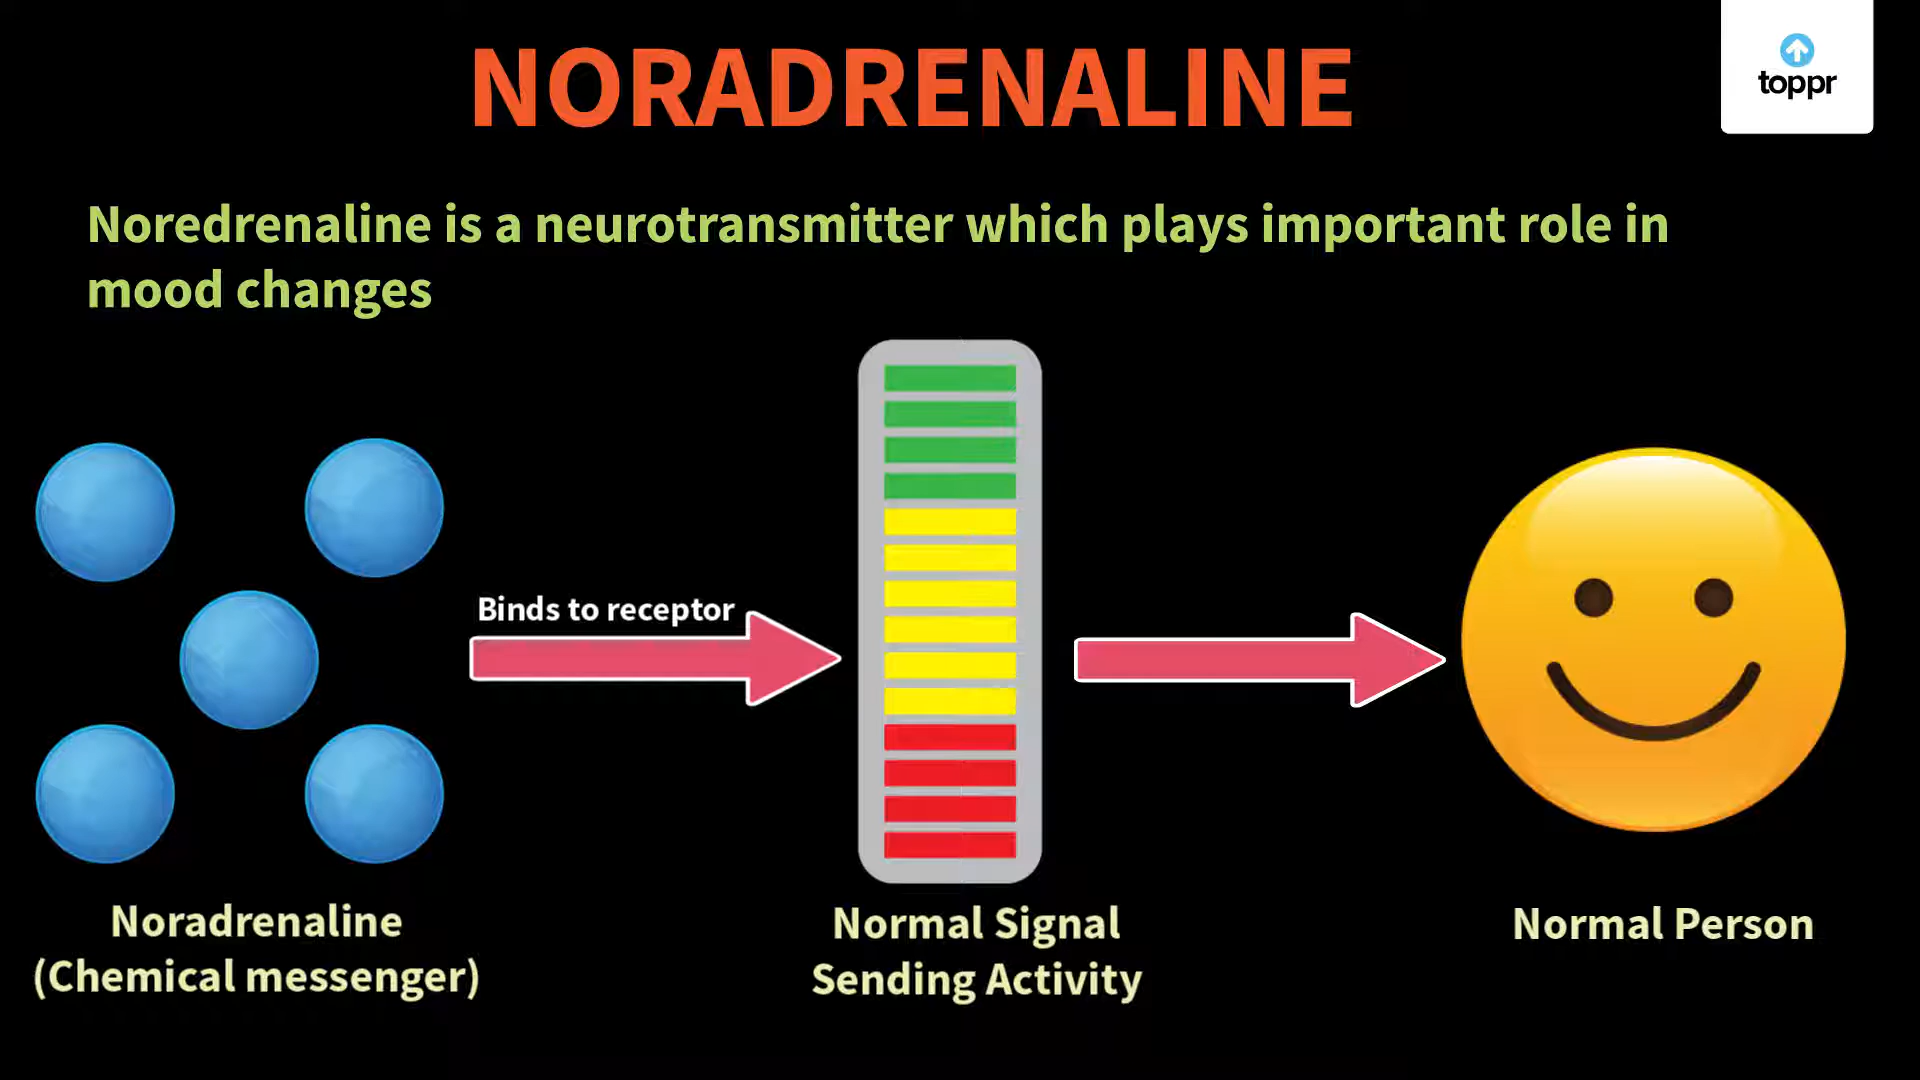 NORADRENALINE
toppr
Noredrenaline is a neurotransmitter which plays important role in
mood changes
Binds to receptor
Noradrenaline
(Chemical messenger)
Normal Signal
Sending Activity
Normal Person